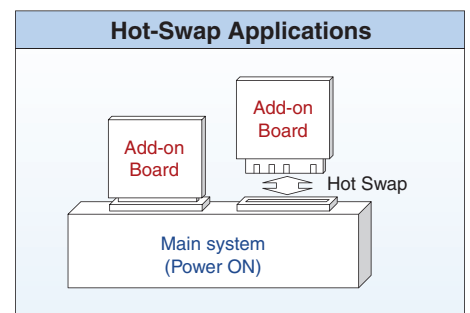 Hot-Swap Applications
Add-on
Board
Add-on
Board
Hot Swap
Main system
(Power ON)